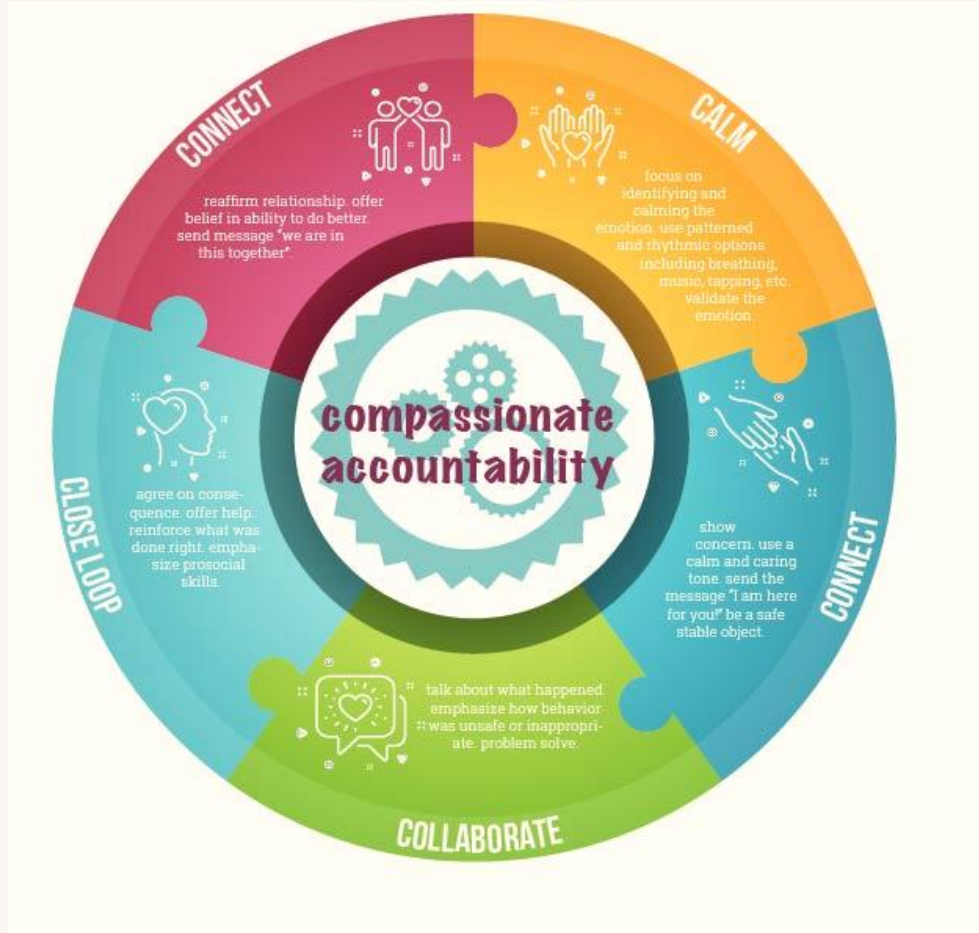 compassionate
accountability
CALM
focus on
identifying and
calming the
emotion. use patterned
and rhythmic options
including breathing,
music, tapping, etc.
validate the
emotion.
CONNECT
show
concern. use a
calm and caring
tone. send the
message "I am here
for you!" be a safe
stable object.
COLLABORATE
talk about what happened.
emphasize how behavior
was unsafe or inappropri-
ate. problem solve.
CLOSE LOOP
agree on conse-
quence. offer help.
reinforce what was
done right. empha-
size prosocial
skills.
CONNECT
reaffirm relationship. offer
belief in ability to do better.
send message "we are in
this together".